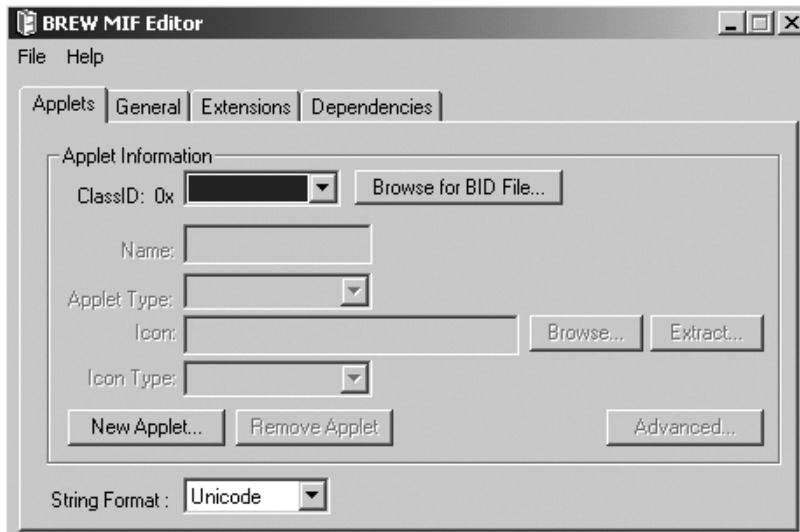 BREW MIF Editor
File Help
Applets General Extensions Dependencies
Applet Information
ClassID: 0x Browse for BID File...
Name:
Applet Type:
Icon: Browse... Extract...
Icon Type:
New Applet... Remove Applet Advanced...
String Format : Unicode